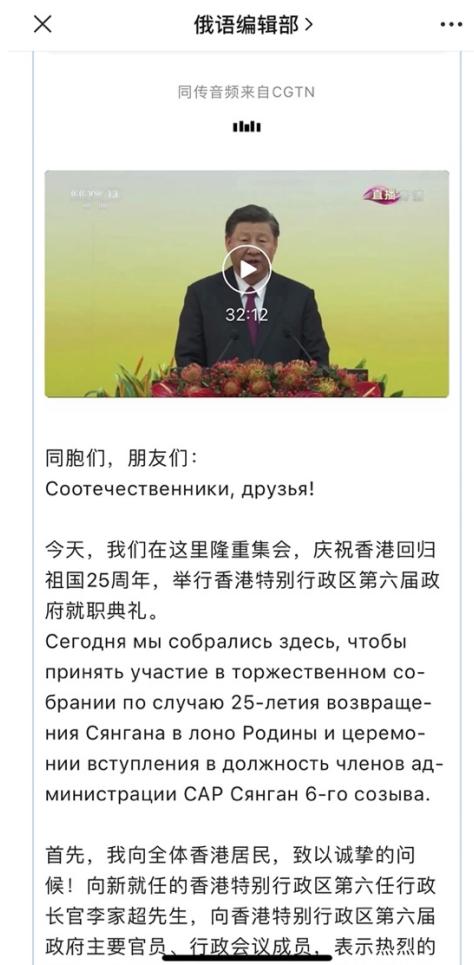 俄语编辑部
同传音频来自CGTN
直播
32:12
同胞们，朋友们：
Соотечественники, друзья!
今天，我们在这里隆重集会，庆祝香港回归
祖国25周年，举行香港特别行政区第六届政
府就职典礼。
Сегодня мы собрались здесь, чтобы
принять участие в торжественном со-
брании по случаю 25-летия возвраще-
ния Сянгана в лоно Родины и церемо-
нии вступления в должность членов ад-
министрации САР Сянган 6-го созыва.
首先，我向全体香港居民，致以诚挚的问
候！向新就任的香港特别行政区第六任行政
长官李家超先生，向香港特别行政区第六届
政府主要官员、行政会议成员，表示热烈的